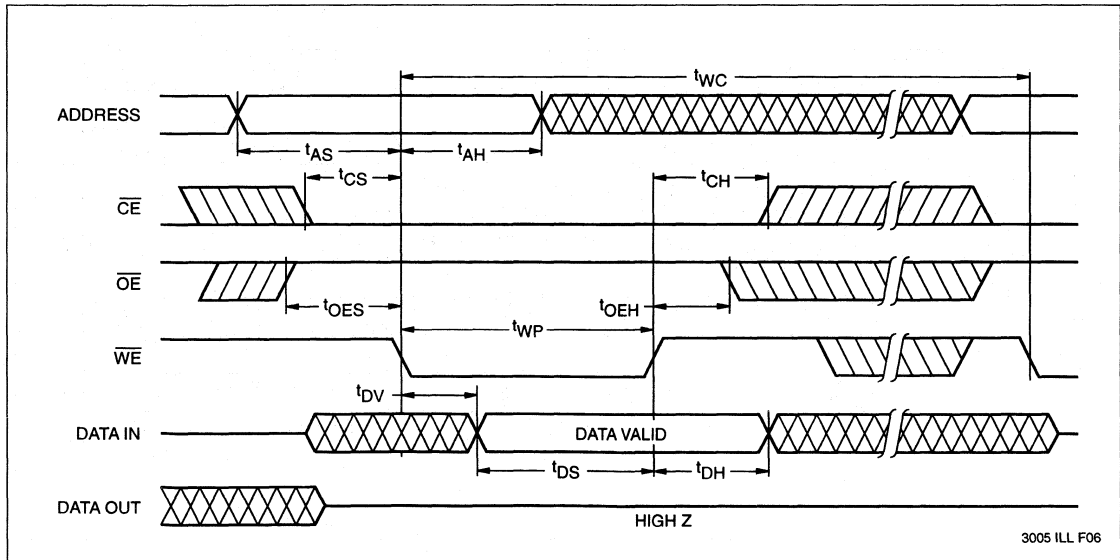 tWC
ADDRESS
tAS
tAH
tCS
tCH
CE
OE
tOES
tOEH
tWP
WE
tDV
DATA IN
DATA VALID
tDS
tDH
DATA OUT
HIGH Z
3005 ILL F06